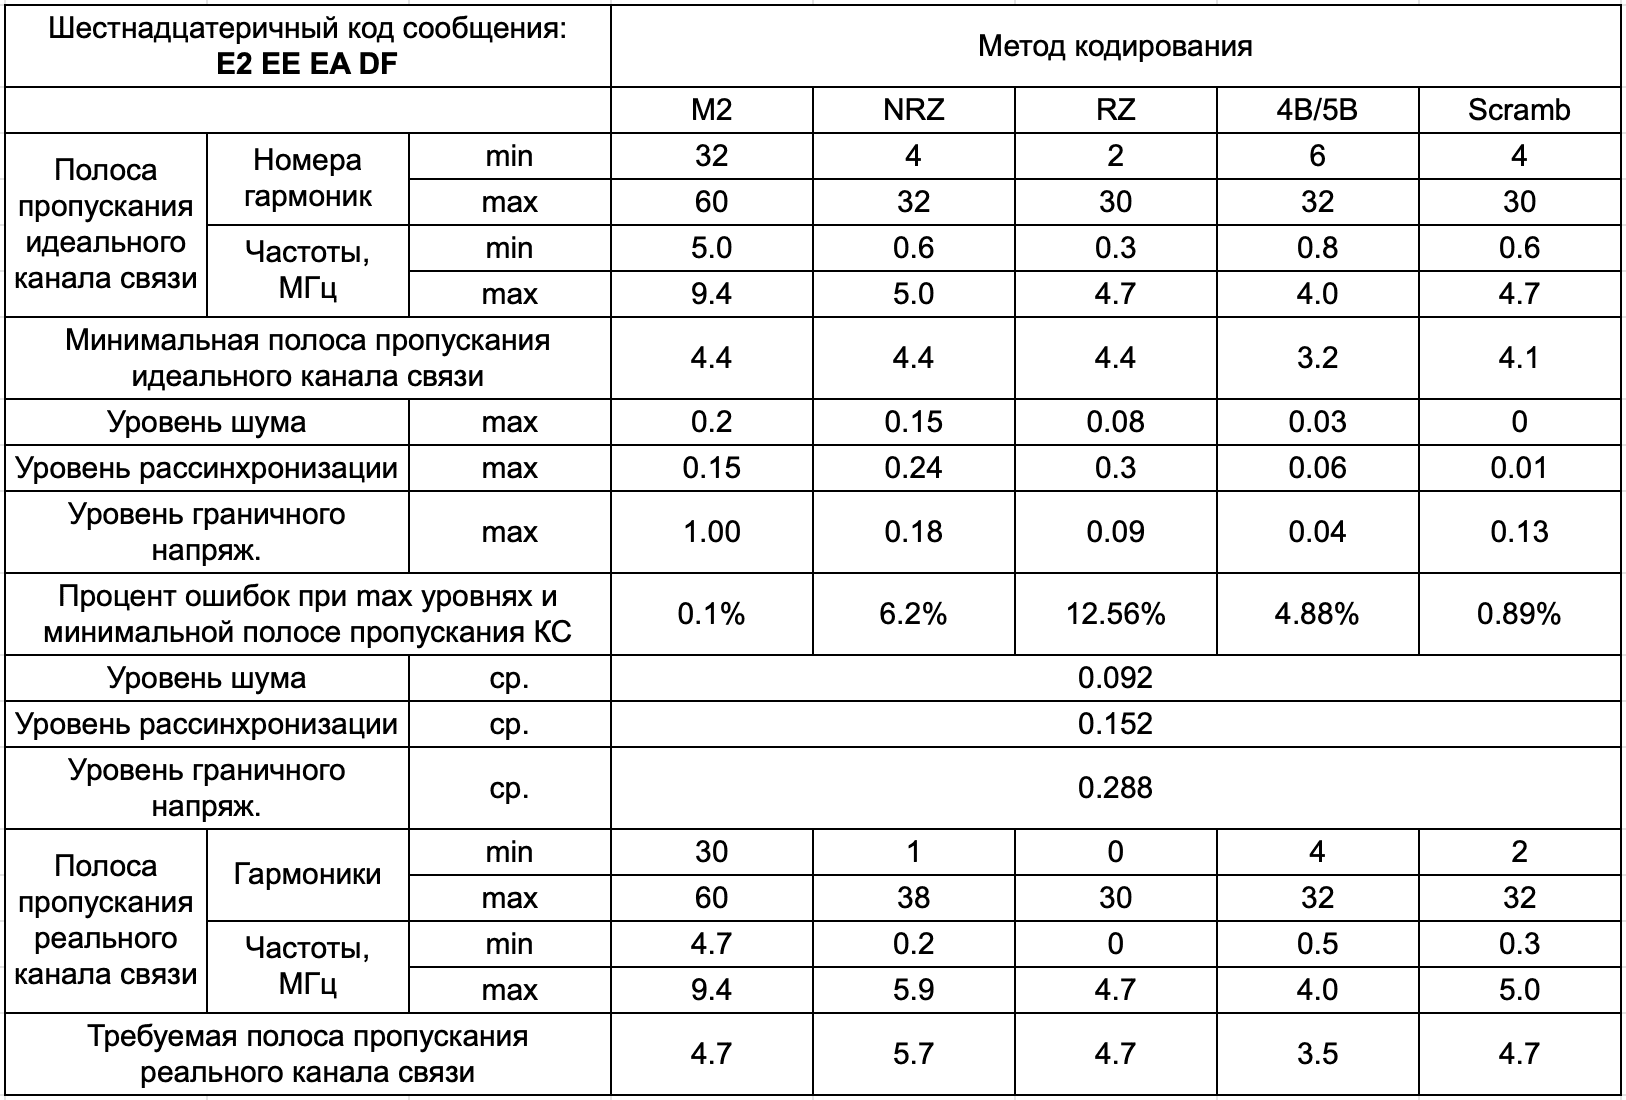 Шестнадцатеричный код сообщения:
E2 EE EA DF
Метод кодирования
M2 NRZ RZ 4B/5B Scramb
Полоса
пропускания
идеального
канала связи
Номера
гармоник
min 32 4 2 6 4
max 60 32 30 32 30
Частоты,
МГц
min 5.0 0.6 0.3 0.8 0.6
max 9.4 5.0 4.7 4.0 4.7
Минимальная полоса пропускания
идеального канала связи
4.4 4.4 4.4 3.2 4.1
Уровень шума max 0.2 0.15 0.08 0.03 0
Уровень рассинхронизации max 0.15 0.24 0.3 0.06 0.01
Уровень граничного
напряж.
max 1.00 0.18 0.09 0.04 0.13
Процент ошибок при max уровнях и
минимальной полосе пропускания КС
0.1% 6.2% 12.56% 4.88% 0.89%
Уровень шума ср. 0.092
Уровень рассинхронизации ср. 0.152
Уровень граничного
напряж.
ср. 0.288
Полоса
пропускания
реального
канала связи
Гармоники
min 30 1 0 4 2
max 60 38 30 32 32
Частоты,
МГц
min 4.7 0.2 0 0.5 0.3
max 9.4 5.9 4.7 4.0 5.0
Требуемая полоса пропускания
реального канала связи
4.7 5.7 4.7 3.5 4.7